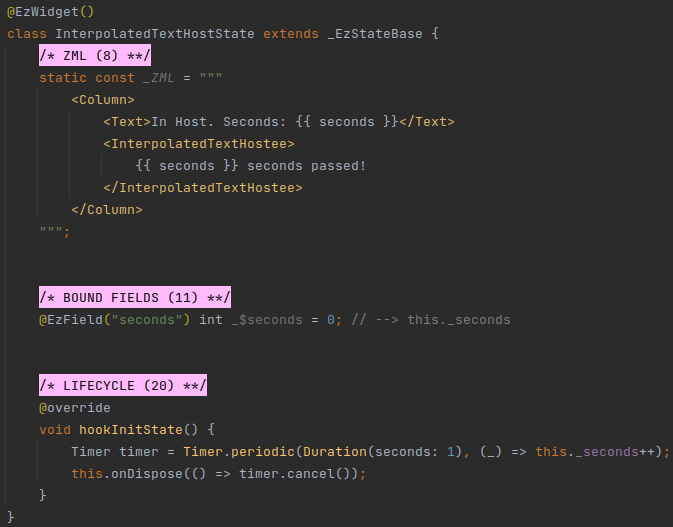 @EzWidget()
class InterpolatedTextHostState extends _EzStateBase {
    /* ZML (8) **/
    static const _ZML = """
        <Column>
            <Text>In Host. Seconds: {{ seconds }}</Text>
            <InterpolatedTextHostee>
                {{ seconds }} seconds passed!
            </InterpolatedTextHostee>
        </Column>
    """;
    /* BOUND FIELDS (11) **/
    @EzField("seconds") int _$seconds = 0; // --> this._seconds
    /* LIFECYCLE (20) **/
    @override
    void hookInitState() {
        Timer timer = Timer.periodic(Duration(seconds: 1), (_) => this._seconds++);
        this.onDispose(() => timer.cancel());
    }
}